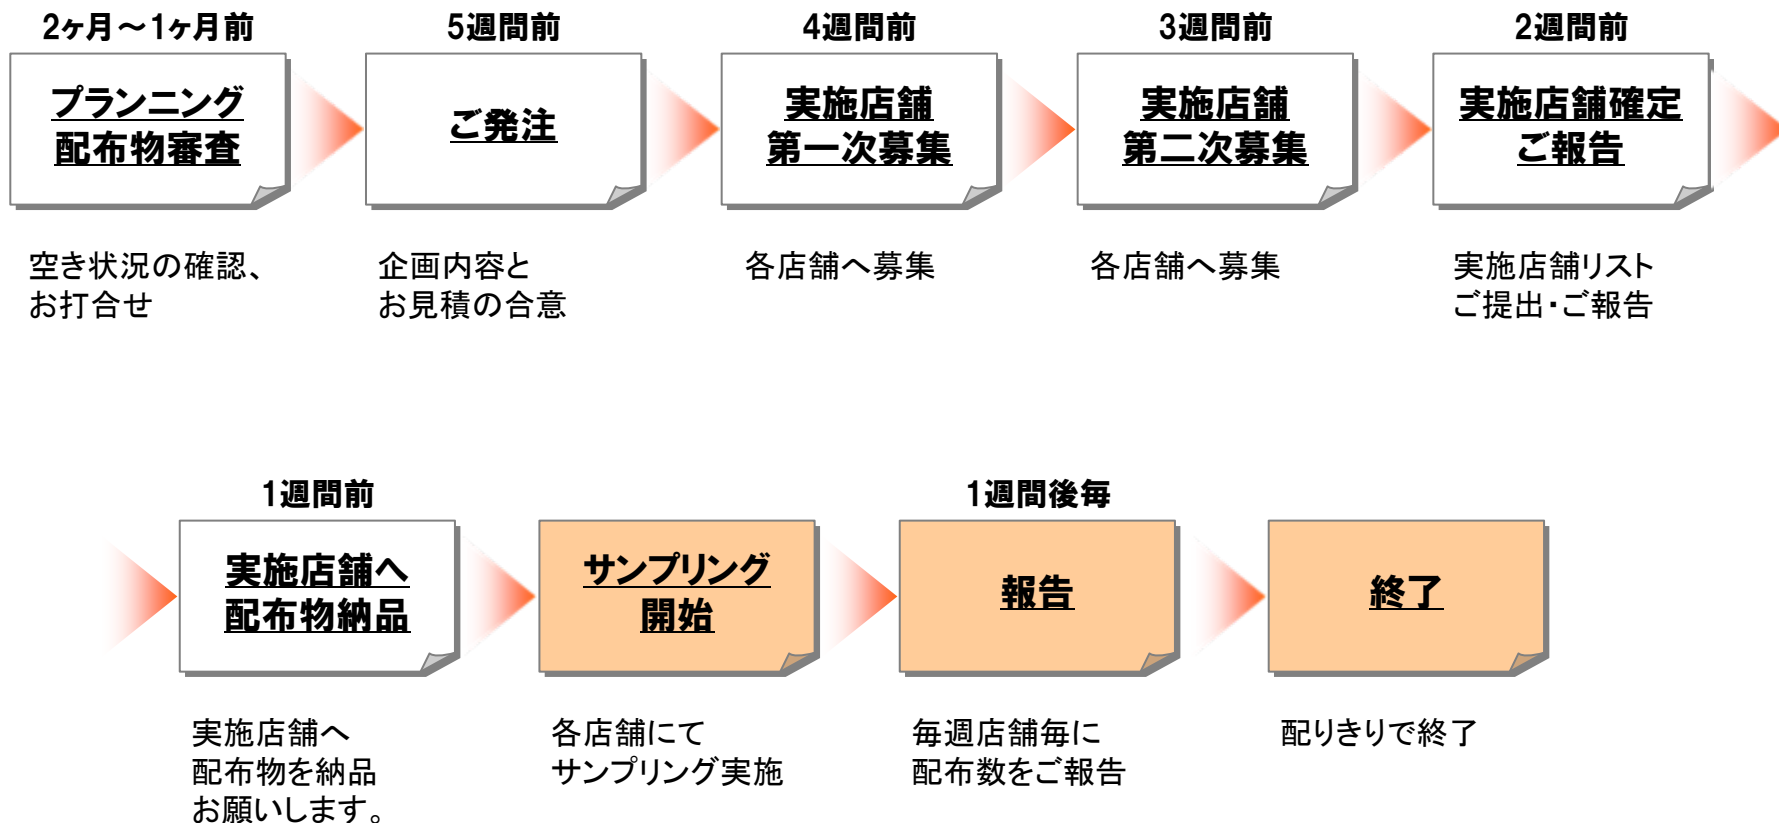 2ヶ月～1ヶ月前
プランニング
配布物審査
空き状況の確認、
お打合せ
5週間前
ご発注
企画内容と
お見積の合意
4週間前
実施店舗
第一次募集
各店舗へ募集
3週間前
実施店舗
第二次募集
各店舗へ募集
2週間前
実施店舗確定
ご報告
実施店舗リスト
ご提出・ご報告
1週間前
実施店舗へ
配布物納品
実施店舗へ
配布物を納品
お願いします。
サンプリング
開始
各店舗にて
サンプリング実施
1週間後毎
報告
毎週店舗毎に
配布数をご報告
終了
配りきりで終了